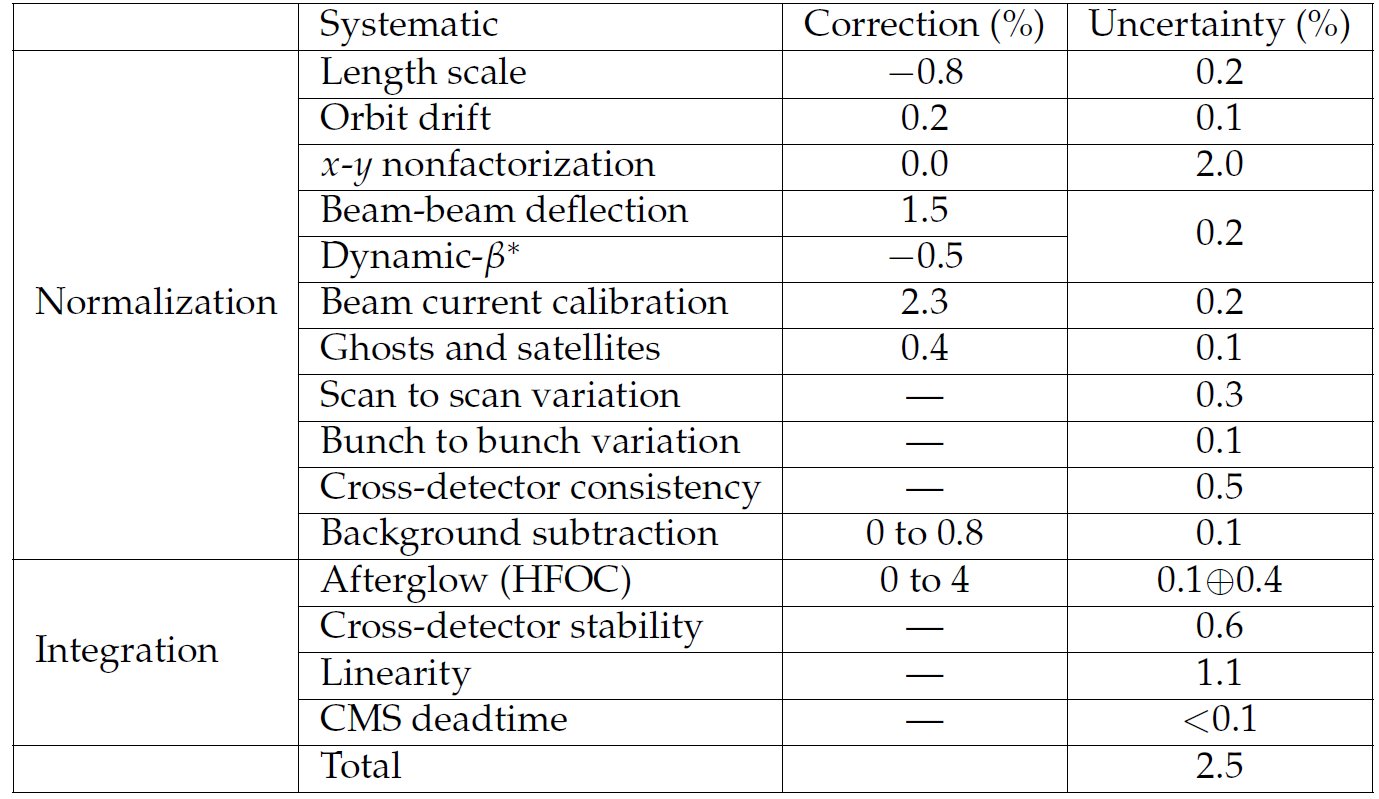 Systematic Correction (%) Uncertainty (%)
Length scale −0.8 0.2
Orbit drift 0.2 0.1
x-y nonfactorization 0.0 2.0
Beam-beam deflection 1.5
0.2
Dynamic-β* −0.5
Normalization Beam current calibration 2.3 0.2
Ghosts and satellites 0.4 0.1
Scan to scan variation — 0.3
Bunch to bunch variation — 0.1
Cross-detector consistency — 0.5
Background subtraction 0 to 0.8 0.1
Afterglow (HFOC) 0 to 4 0.1⊕0.4
Cross-detector stability — 0.6
Integration
Linearity — 1.1
CMS deadtime — <0.1
Total 2.5